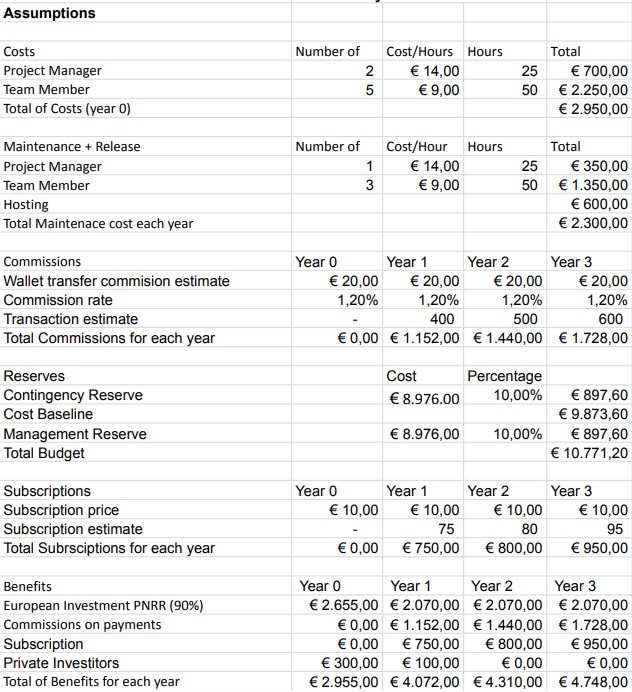 Assumptions
Costs Number of Cost/Hours Hours Total
Project Manager 2 € 14,00 25 € 700,00
Team Member 5 € 9,00 50 € 2.250,00
Total of Costs (year 0) € 2.950,00
Maintenance + Release Number of Cost/Hour Hours Total
Project Manager 1 € 14,00 25 € 350,00
Team Member 3 € 9,00 50 € 1.350,00
Hosting € 600,00
Total Maintenace cost each year € 2.300,00
Commissions Year 0 Year 1 Year 2 Year 3
Wallet transfer commision estimate € 20,00 € 20,00 € 20,00 € 20,00
Commission rate 1,20% 1,20% 1,20% 1,20%
Transaction estimate - 400 500 600
Total Commissions for each year € 0,00 € 1.152,00 € 1.440,00 € 1.728,00
Reserves Cost Percentage
Contingency Reserve € 8.976.00 10,00% € 897,60
Cost Baseline € 9.873,60
Management Reserve € 8.976,00 10,00% € 897,60
Total Budget € 10.771,20
Subscriptions Year 0 Year 1 Year 2 Year 3
Subscription price € 10,00 € 10,00 € 10,00 € 10,00
Subscription estimate - 75 80 95
Total Subrsciptions for each year € 0,00 € 750,00 € 800,00 € 950,00
Benefits Year 0 Year 1 Year 2 Year 3
European Investment PNRR (90%) € 2.655,00 € 2.070,00 € 2.070,00 € 2.070,00
Commissions on payments € 0,00 € 1.152,00 € 1.440,00 € 1.728,00
Subscription € 0,00 € 750,00 € 800,00 € 950,00
Private Investitors € 300,00 € 100,00 € 0,00 € 0,00
Total of Benefits for each year € 2.955,00 € 4.072,00 € 4.310,00 € 4.748,00